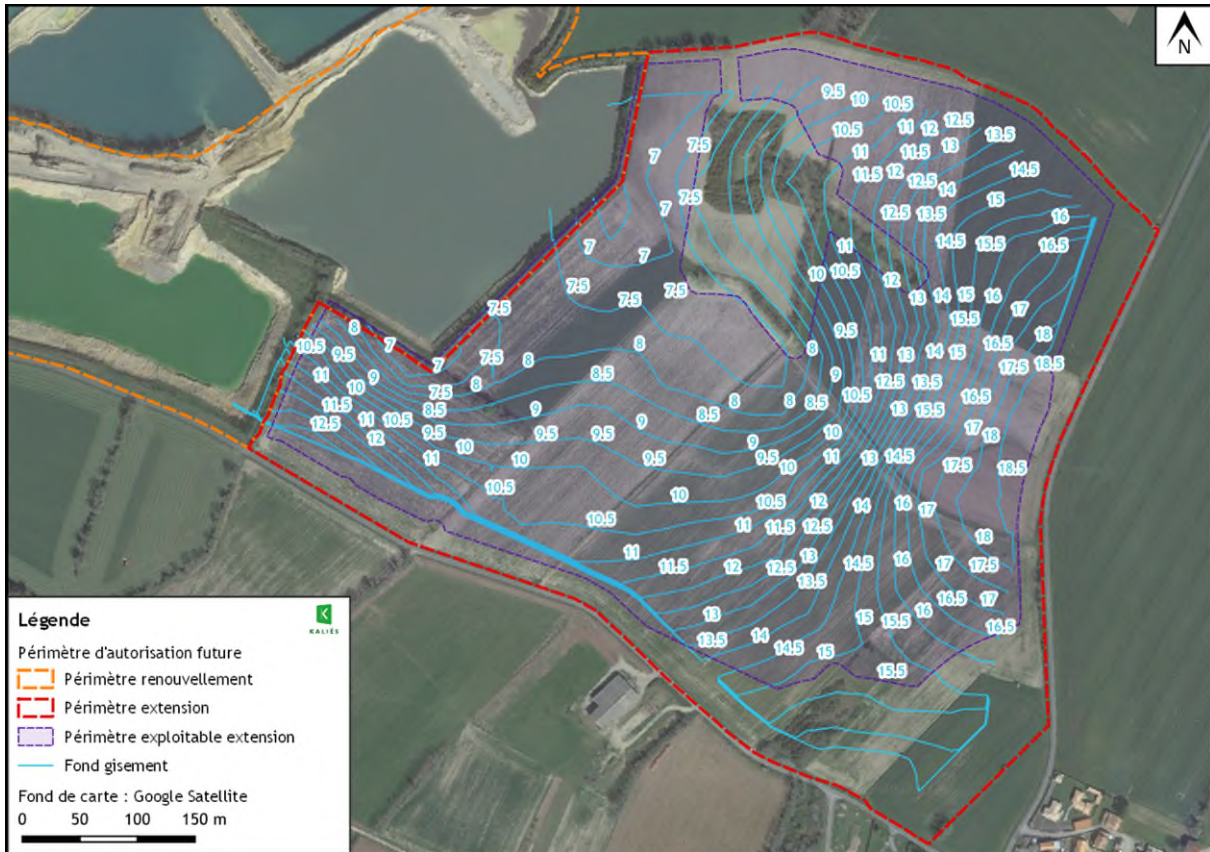 N
9.5 10 10.5
12.5
10.5 11 12 13.5
7.5 13
7 11 11.5
11.5 12 14.5
12.5 14
7.5 15
7 12.5 13.5 16
7 11 14.5 15.5 16.5
7
10 10.5 12
7.5 7.5 7.5 13 14 15 16
7.5 17
15.5
8 9.5 18
7 8 8 16.5
10.5 9.5 7.5 8 11 13 14 15
7 17.5 18.5
11 9 8.5 9
10 8 12.5 13.5
7.5 10.5 16.5
11.5 8.5 9 8 8 8.5 13 15.5
12.5 11 10.5 8.5 9 17
12 9.5 9.5 9.5 10 18
10 9
11 10 9.5 9.5 10 11 13 14.5 17.5 18.5
10.5 10 10.5 12 14 16 17
10.5 11 11.5 12.5
11 18
11.5 12 12.5 13 14.5 16 17 17.5
13.5
13 15 15.5 16 16.5 17
13.5 14 16.5
14.5 15
15.5
Légende
KALIÈS
Périmètre d'autorisation future
Périmètre renouvellement
Périmètre extension
Périmètre exploitable extension
Fond gisement
Fond de carte : Google Satellite
0 50 100 150 m